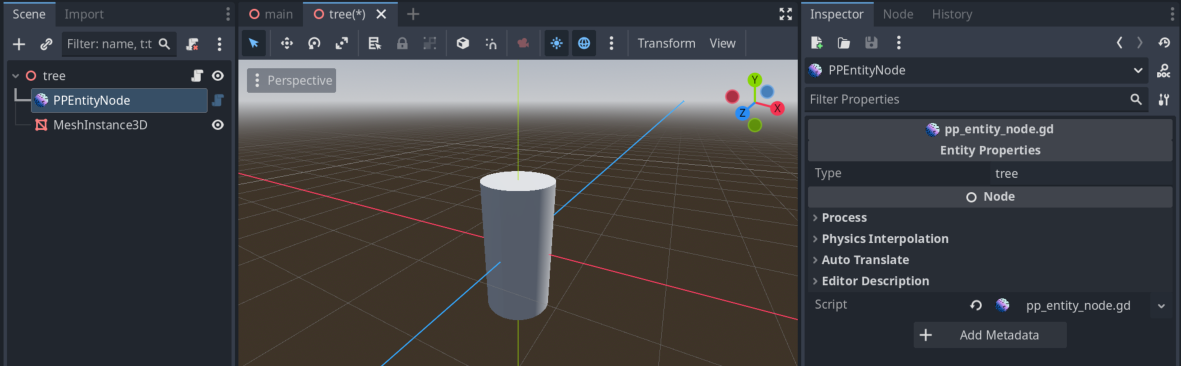 Scene Import
main tree(*)
Inspector Node History
Filter: name, t:t
Transform View
PPEntityNode
tree
PPEntityNode
MeshInstance3D
Perspective
Y
X
Z
DOC
Filter Properties
pp_entity_node.gd
Entity Properties
Type tree
Node
Process
Physics Interpolation
Auto Translate
Editor Description
Script pp_entity_node.gd
Add Metadata